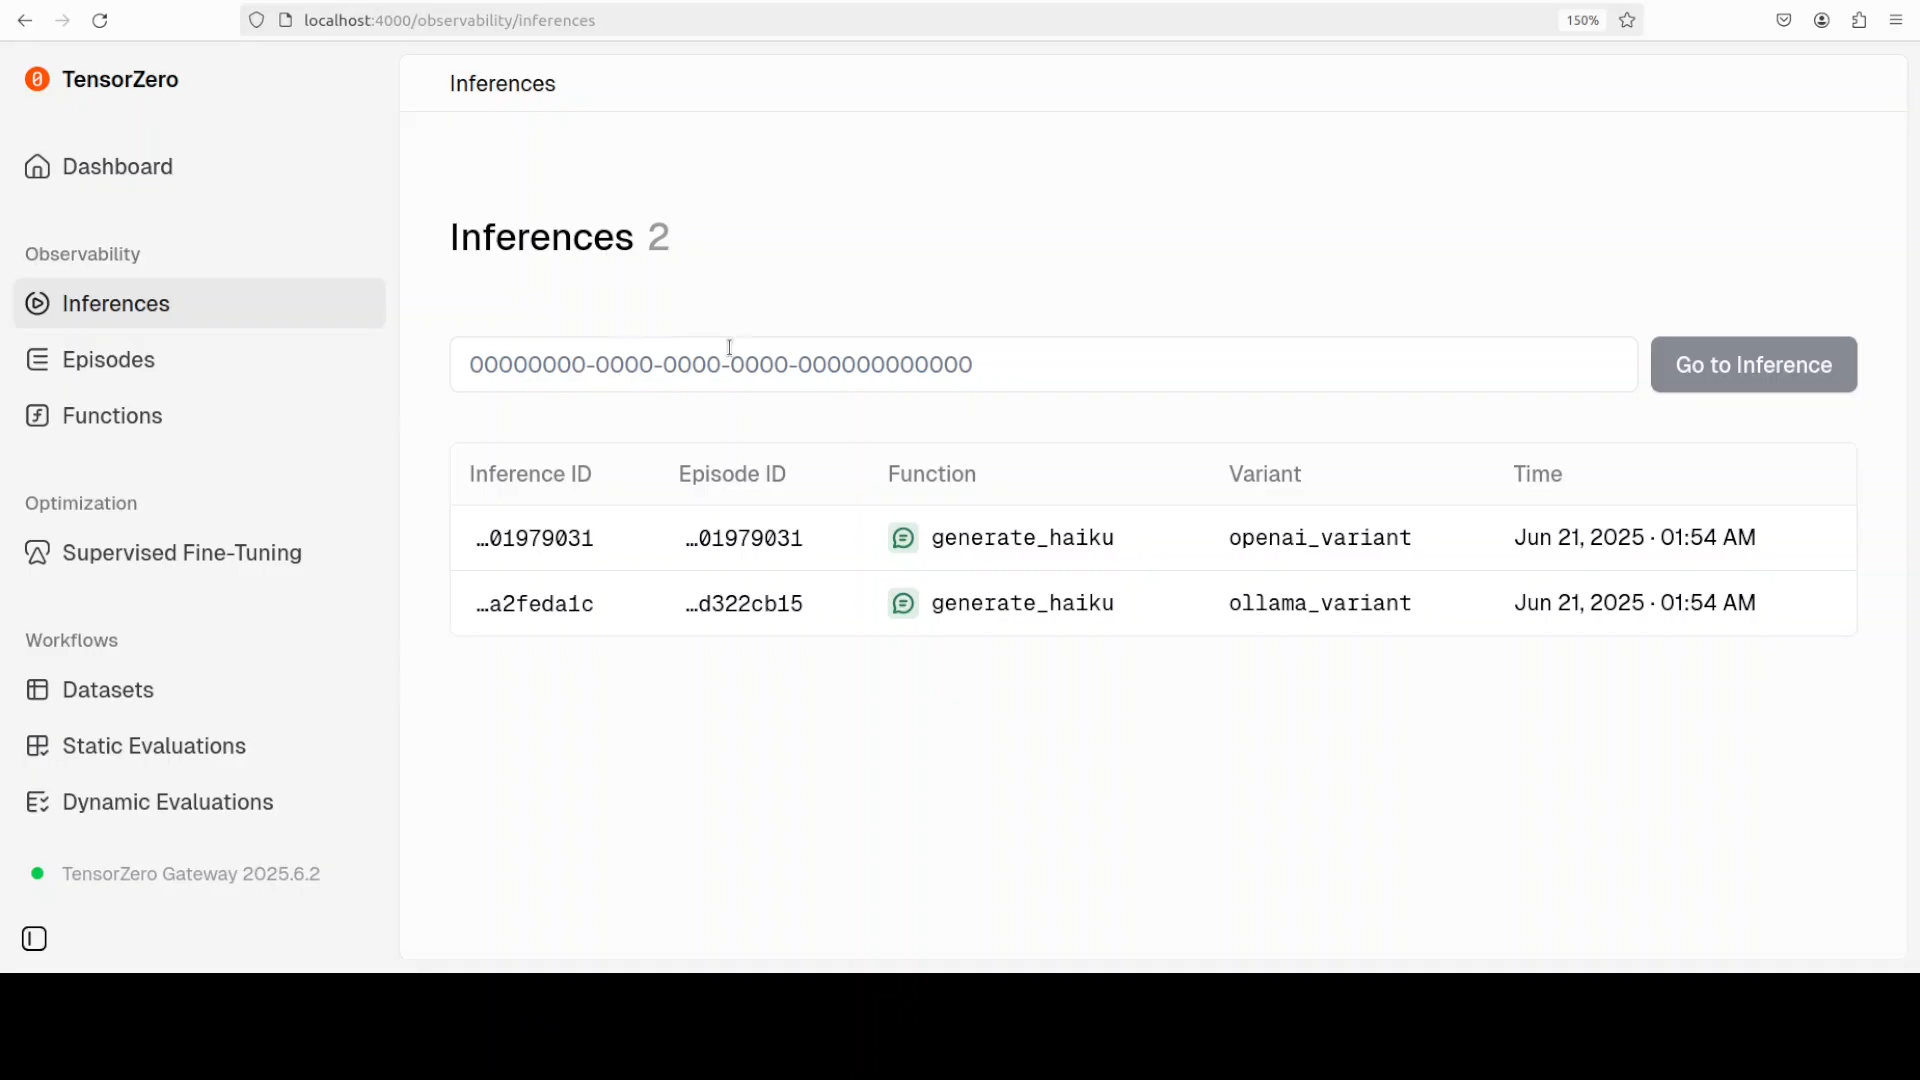 localhost:4000/observability/inferences
150%
TensorZero
Dashboard
Observability
Inferences
Episodes
Functions
Optimization
Supervised Fine-Tuning
Workflows
Datasets
Static Evaluations
Dynamic Evaluations
TensorZero Gateway 2025.6.2
Inferences
Inferences 2
00000000-0000-0000-0000-000000000000
Go to Inference
Inference ID Episode ID Function Variant Time
…01979031 …01979031 generate_haiku openai_variant Jun 21, 2025 · 01:54 AM
…a2feda1c …d322cb15 generate_haiku ollama_variant Jun 21, 2025 · 01:54 AM